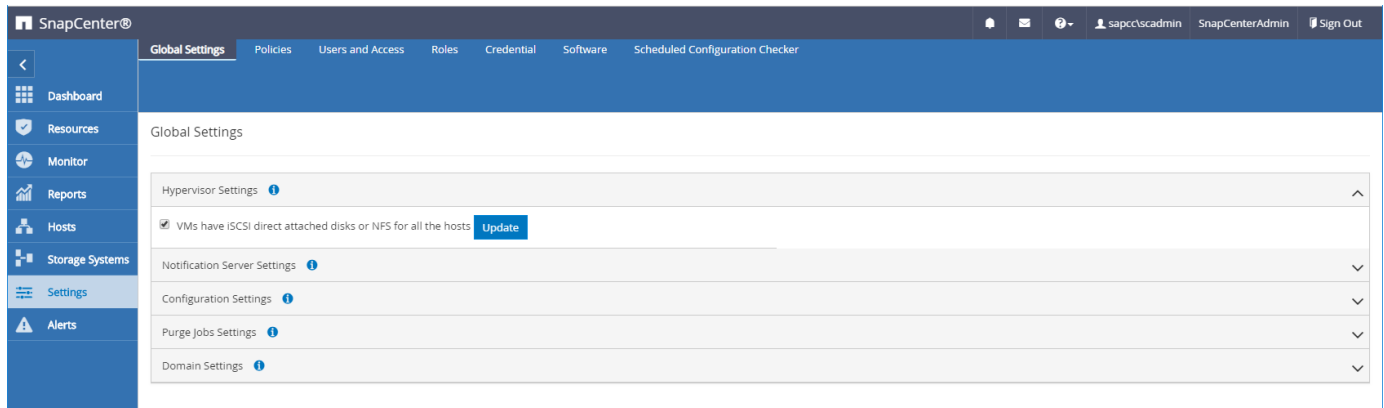 SnapCenter®
sapcc\scadmin SnapCenterAdmin Sign Out
Global Settings Policies Users and Access Roles Credential Software Scheduled Configuration Checker
Dashboard
Resources
Monitor
Reports
Hosts
Storage Systems
Settings
Alerts
Global Settings
Hypervisor Settings
VMs have iSCSI direct attached disks or NFS for all the hosts Update
Notification Server Settings
Configuration Settings
Purge Jobs Settings
Domain Settings